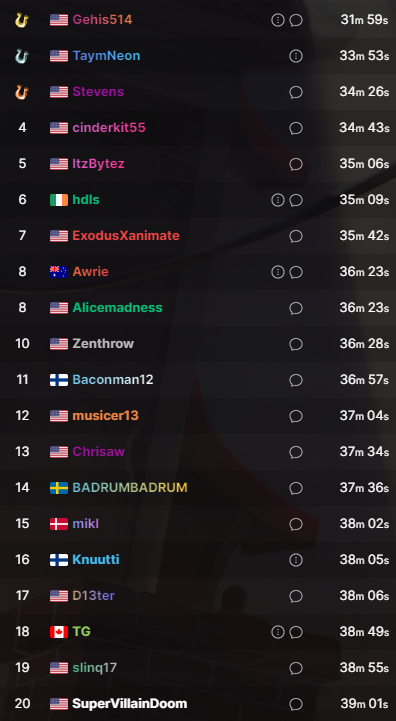 Gehis514 31m 59s
TaymNeon 33m 53s
Stevens 34m 26s
4 cinderkit55 34m 43s
5 ItzBytez 35m 06s
6 hdls 35m 09s
7 ExodusXanimate 35m 42s
8 Awrie 36m 23s
8 Alicemadness 36m 23s
10 Zenthrow 36m 28s
11 Baconman12 36m 57s
12 musicer13 37m 04s
13 Chrisaw 37m 34s
14 BADRUMBADRUM 37m 36s
15 mikl 38m 02s
16 Knuutti 38m 05s
17 D13ter 38m 06s
18 TG 38m 49s
19 slinq17 38m 55s
20 SuperVillainDoom 39m 01s